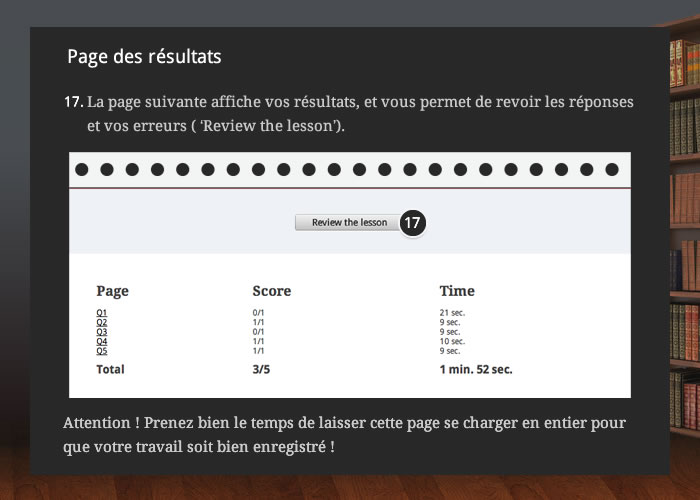 Page des résultats
17. La page suivante affiche vos résultats, et vous permet de revoir les réponses
et vos erreurs ( ‘Review the lesson’).
Review the lesson 17
Page Score Time
Q1 0/1 21 sec.
Q2 1/1 9 sec.
Q3 0/1 9 sec.
Q4 1/1 10 sec.
Q5 1/1 9 sec.
Total 3/5 1 min. 52 sec.
Attention ! Prenez bien le temps de laisser cette page se charger en entier pour
que votre travail soit bien enregistré !